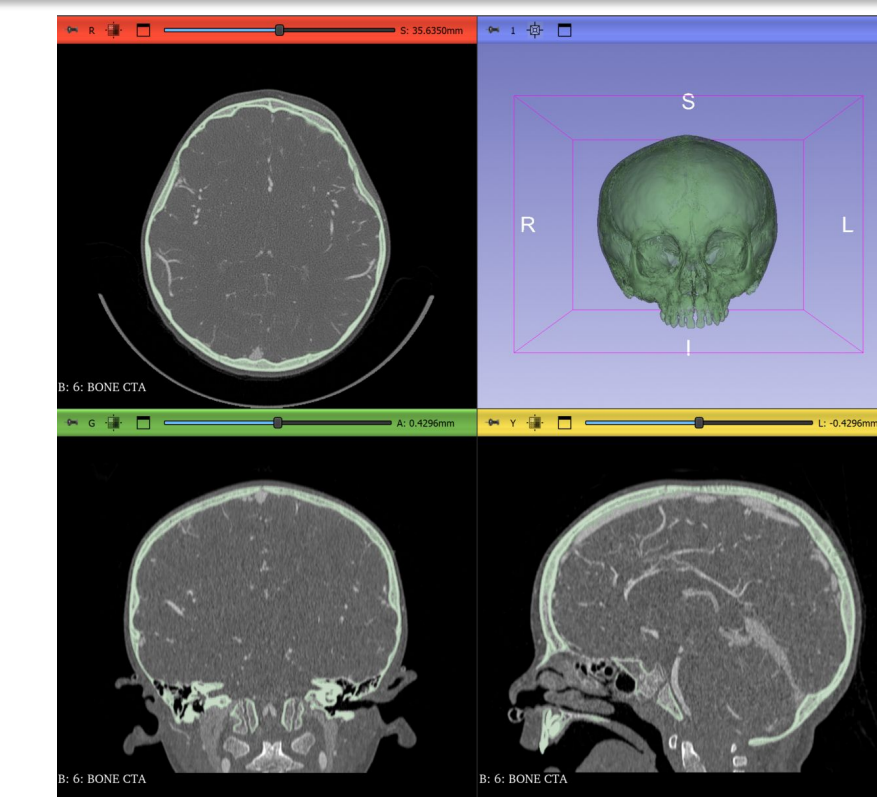 R S: 35.6350mm
1
S
R
L
I
B: 6: BONE CTA
G A: 0.4296mm
Y L: -0.4296mm
B: 6: BONE CTA
B: 6: BONE CTA